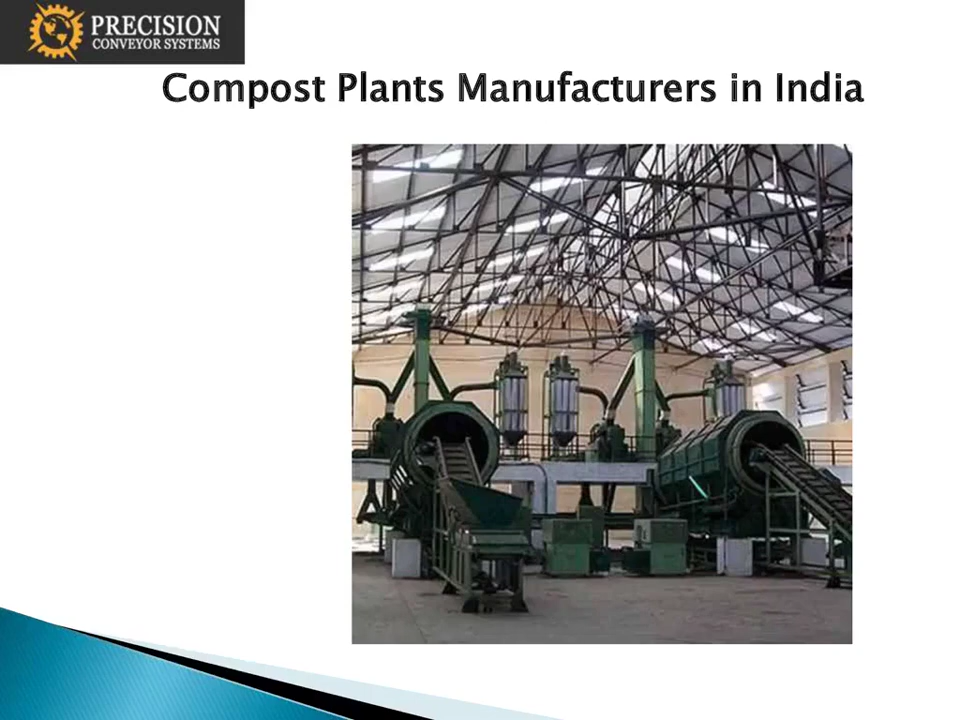 PRECISION
CONVEYOR SYSTEMS
Compost Plants Manufacturers in India